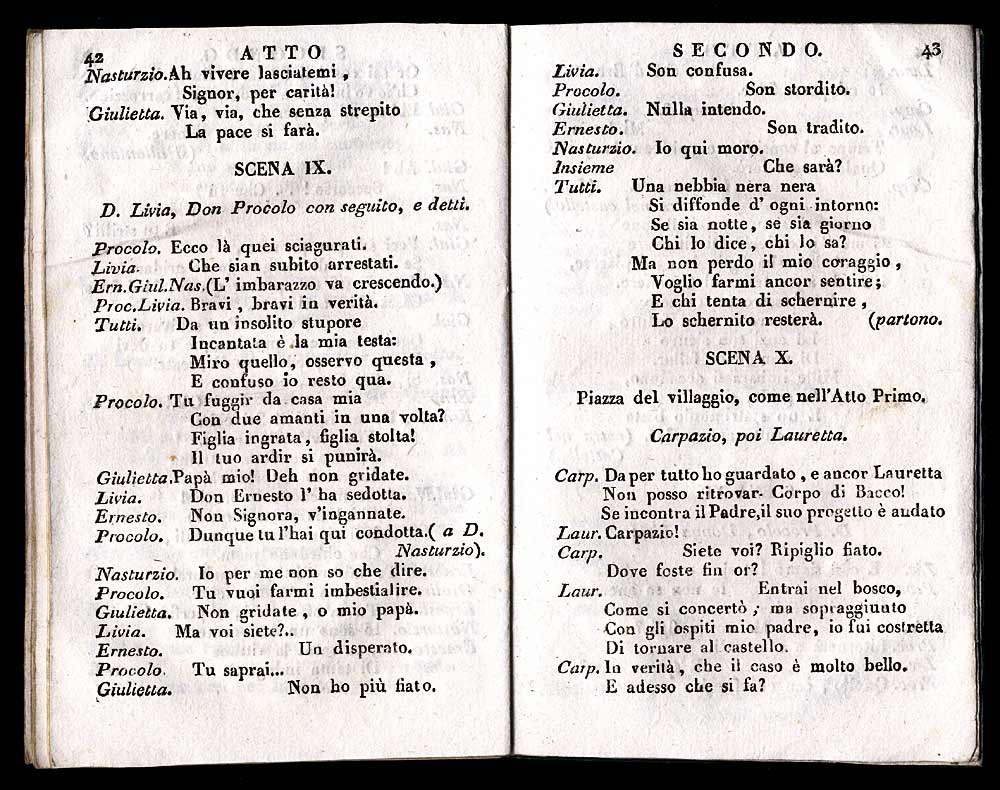 42 ATTO
Nasturzio. Ah vivere lasciatemi,
Signor, per carità!
Giulietta. Via, via, che senza strepito
La pace si farà.
SCENA IX.
D. Livia, Don Procolo con seguito, e detti.
Procolo. Ecco là quei sciagurati.
Livia. Che sian subito arrestati.
Ern. Giul. Nas. (L' imbarazzo va crescendo.)
Proc. Livia. Bravi, bravi in verità.
Tutti. Da un insolito stupore
Incantata è la mia testa:
Miro quello, osservo questa,
E confuso io resto qua.
Procolo. Tu fuggir da casa mia
Con due amanti in una volta?
Figlia ingrata, figlia stolta!
Il tuo ardir si punirà.
Giulietta. Papà mio! Deh non gridate.
Livia. Don Ernesto l' ha sedotta.
Ernesto. Non Signora, v'ingannate.
Procolo. Dunque tu l'hai qui condotta. ( a D.
Nasturzio).
Nasturzio. Io per me non so che dire.
Procolo. Tu vuoi farmi imbestialire.
Giulietta. Non gridate, o mio papà.
Livia. Ma voi siete?..
Ernesto. Un disperato.
Procolo. Tu saprai...
Giulietta. Non ho più fiato.
SECONDO. 43
Livia. Son confusa.
Procolo. Son stordito.
Giulietta. Nulla intendo.
Ernesto. Son tradito.
Nasturzio. Io qui moro.
Insieme Che sarà?
Tutti. Una nebbia nera nera
Si diffonde d' ogni intorno:
Se sia notte, se sia giorno
Chi lo dice, chi lo sa?
Ma non perdo il mio coraggio,
Voglio farmi ancor sentire;
E chi tenta di schernire,
Lo schernito resterà. (partono.
SCENA X.
Piazza del villaggio, come nell'Atto Primo.
Carpazio, poi Lauretta.
Carp. Da per tutto ho guardato, e ancor Lauretta
Non posso ritrovar. Corpo di Bacco!
Se incontra il Padre, il suo progetto è andato
Laur. Carpazio!
Carp. Siete voi? Ripiglio fiato.
Dove foste fin or?
Laur. Entrai nel bosco,
Come si concertò; ma sopraggiunto
Con gli ospiti mio padre, io fui costretta
Di tornare al castello.
Carp. In verità, che il caso è molto bello.
E adesso che si fa?